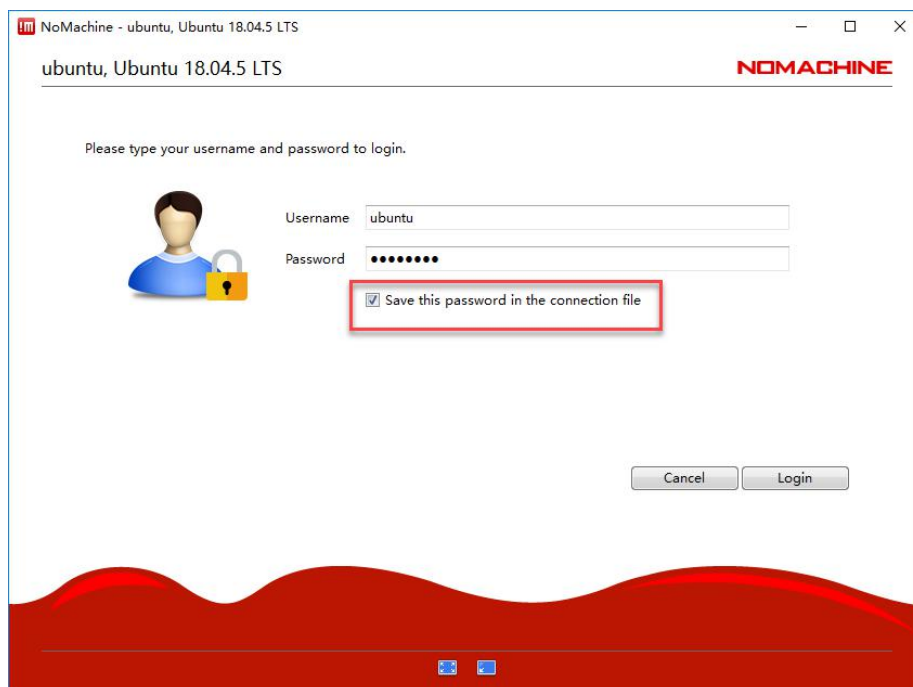 NoMachine - ubuntu, Ubuntu 18.04.5 LTS
ubuntu, Ubuntu 18.04.5 LTS NOMACHINE
Please type your username and password to login.
Username ubuntu
Password ••••••••
Save this password in the connection file
Cancel Login